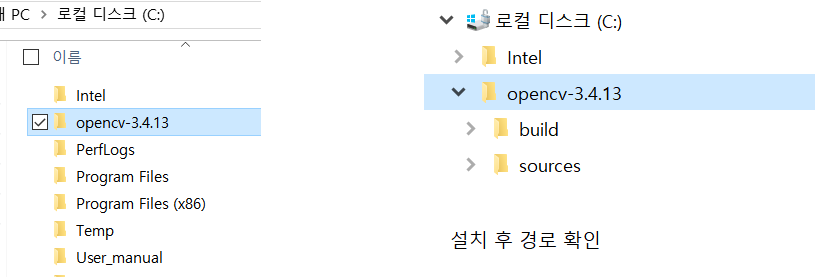 PC > 로컬 디스크 (C:)
이름
Intel
opencv-3.4.13
PerfLogs
Program Files
Program Files (x86)
Temp
User_manual
로컬 디스크 (C:)
Intel
opencv-3.4.13
build
sources
설치 후 경로 확인